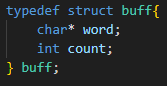 typedef struct buff{
    char* word;
    int count;
} buff;